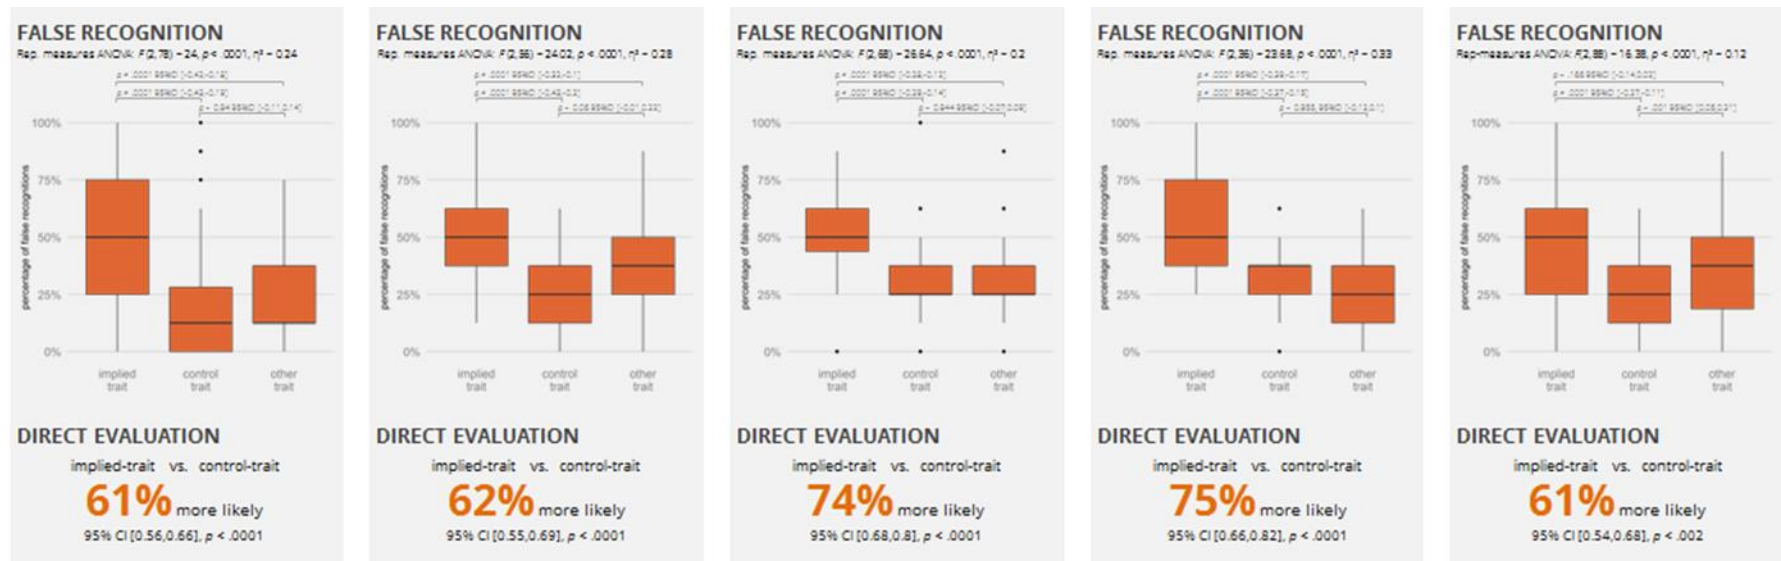 FALSE RECOGNITION
Rep. measures ANOVA: F(2,78) = 24, p < .0001, η² = 0.24
100%
75%
50%
25%
0%
percentage of false recognitions
implied trait
control trait
other trait
DIRECT EVALUATION
implied-trait vs. control-trait
61% more likely
95% CI [0.56,0.66], p < .0001
FALSE RECOGNITION
Rep. measures ANOVA: F(2,56) = 24.02, p < .0001, η² = 0.28
100%
75%
50%
25%
0%
percentage of false recognitions
implied trait
control trait
other trait
DIRECT EVALUATION
implied-trait vs. control-trait
62% more likely
95% CI [0.55,0.69], p < .0001
FALSE RECOGNITION
Rep. measures ANOVA: F(2,68) = 26.64, p < .0001, η² = 0.2
100%
75%
50%
25%
0%
percentage of false recognitions
implied trait
control trait
other trait
DIRECT EVALUATION
implied-trait vs. control-trait
74% more likely
95% CI [0.68,0.8], p < .0001
FALSE RECOGNITION
Rep. measures ANOVA: F(2,36) = 23.68, p < .0001, η² = 0.33
100%
75%
50%
25%
0%
percentage of false recognitions
implied trait
control trait
other trait
DIRECT EVALUATION
implied-trait vs. control-trait
75% more likely
95% CI [0.66,0.82], p < .0001
FALSE RECOGNITION
Rep-measures ANOVA: F(2,88) = 16.38, p < .0001, η² = 0.12
100%
75%
50%
25%
0%
percentage of false recognitions
implied trait
control trait
other trait
DIRECT EVALUATION
implied-trait vs. control-trait
61% more likely
95% CI [0.54,0.68], p < .002